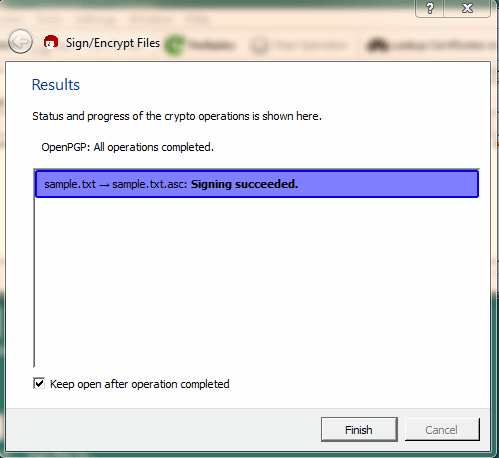 Sign/Encrypt Files
Results
Status and progress of the crypto operations is shown here.
OpenPGP: All operations completed.
sample.txt → sample.txt.asc: Signing succeeded.
Keep open after operation completed
Finish
Cancel